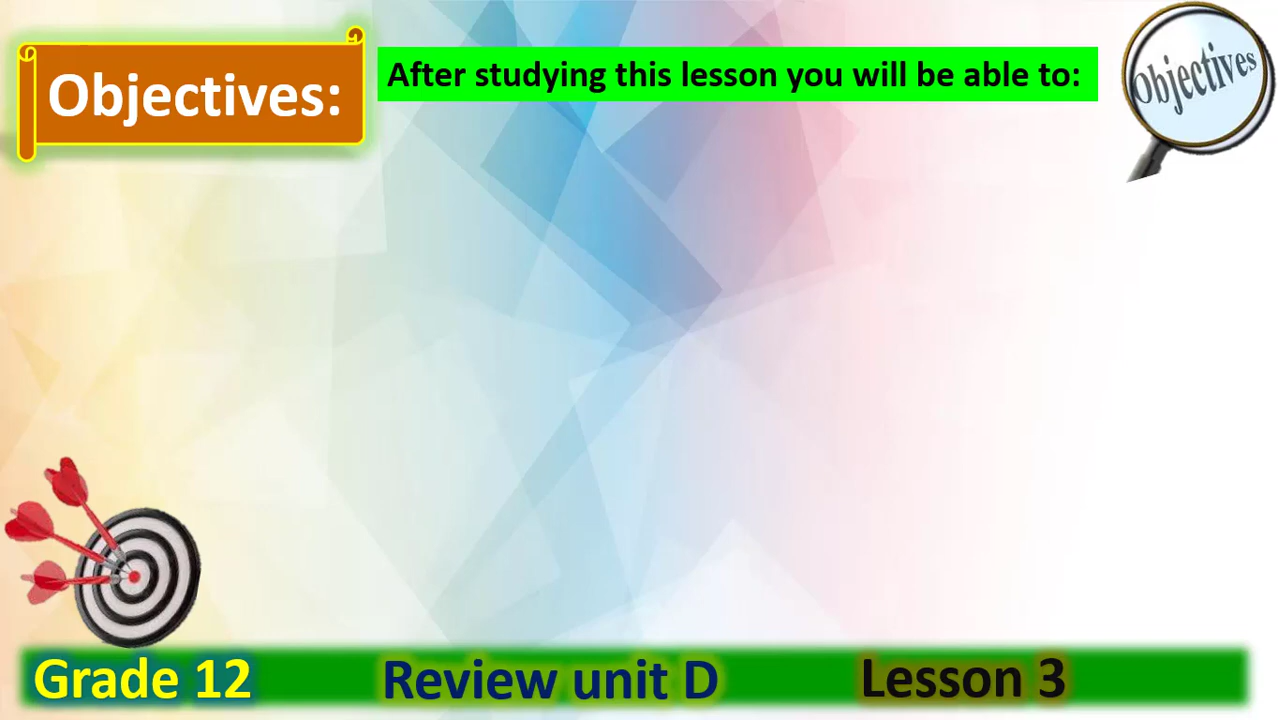 Objectives:
After studying this lesson you will be able to:
Objectives
Grade 12
Review unit D
Lesson 3